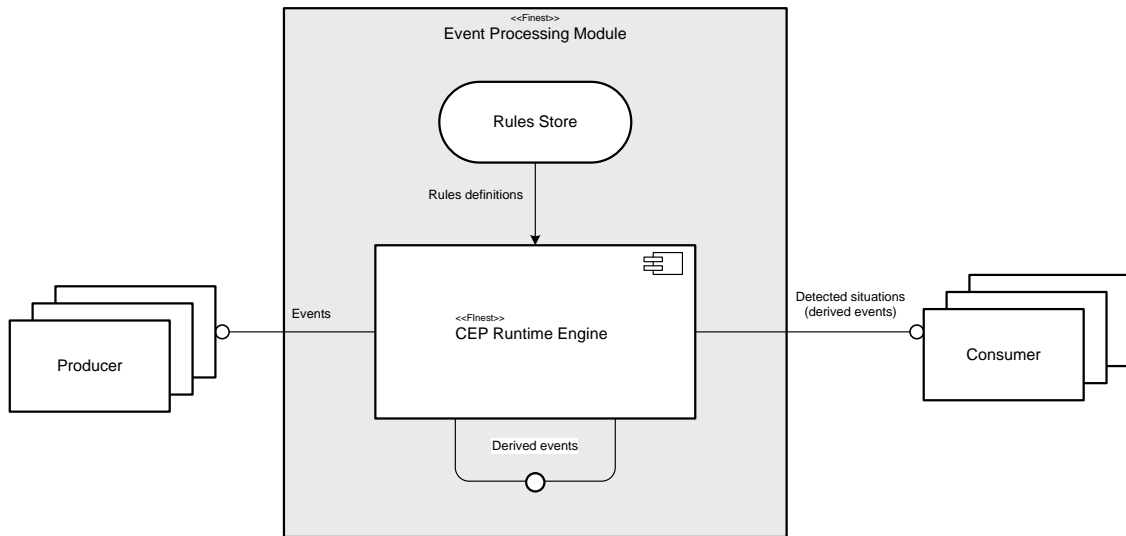 <<Finest>>
Event Processing Module
Rules Store
Rules definitions
Events
Detected situations
(derived events)
<<FInest>>
CEP Runtime Engine
Producer
Consumer
Derived events